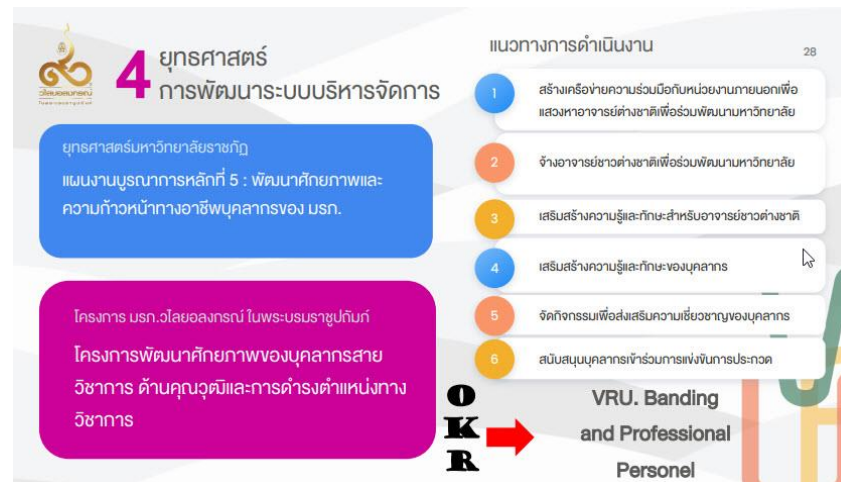 วไลยอลงกรณ์
4
ยุทธศาสตร์
การพัฒนาระบบบริหารจัดการ
ยุทธศาสตร์มหาวิทยาลัยราชภัฏ
แผนงานบูรณาการหลักที่ 5 : พัฒนาศักยภาพและ
ความก้าวหน้าทางอาชีพบุคลากรของ มรภ.
โครงการ มรภ.วไลยอลงกรณ์ ในพระบรมราชูปถัมภ์
โครงการพัฒนาศักยภาพของบุคลากรสาย
วิชาการ ด้านคุณวุฒิและการดำรงตำแหน่งทาง
วิชาการ
แนวทางการดำเนินงาน
28
1
สร้างเครือข่ายความร่วมมือกับหน่วยงานภายนอกเพื่อ
แสวงหาอาจารย์ต่างชาติเพื่อร่วมพัฒนามหาวิทยาลัย
2
จ้างอาจารย์ชาวต่างชาติเพื่อร่วมพัฒนามหาวิทยาลัย
3
เสริมสร้างความรู้และทักษะสำหรับอาจารย์ชาวต่างชาติ
4
เสริมสร้างความรู้และทักษะของบุคลากร
5
จัดกิจกรรมเพื่อส่งเสริมความเชี่ยวชาญของบุคลากร
6
สนับสนุนบุคลากรเข้าร่วมการแข่งขันการประกวด
O
K
R
VRU. Banding
and Professional
Personel